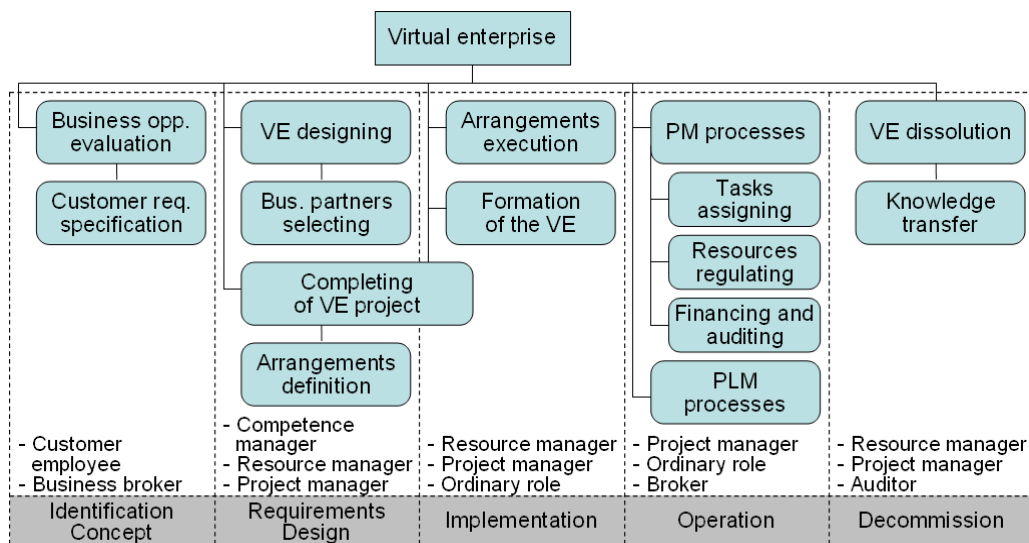 Virtual enterprise
Business opp.
evaluation
Customer req.
specification
VE designing
Bus. partners
selecting
Completing
of VE project
Arrangements
definition
Arrangements
execution
Formation
of the VE
PM processes
Tasks
assigning
Resources
regulating
Financing and
auditing
PLM
processes
VE dissolution
Knowledge
transfer
- Customer
employee
- Business broker
- Competence
manager
- Resource manager
- Project manager
- Resource manager
- Project manager
- Ordinary role
- Project manager
- Ordinary role
- Broker
- Resource manager
- Project manager
- Auditor
Identification
Concept
Requirements
Design
Implementation
Operation
Decommission